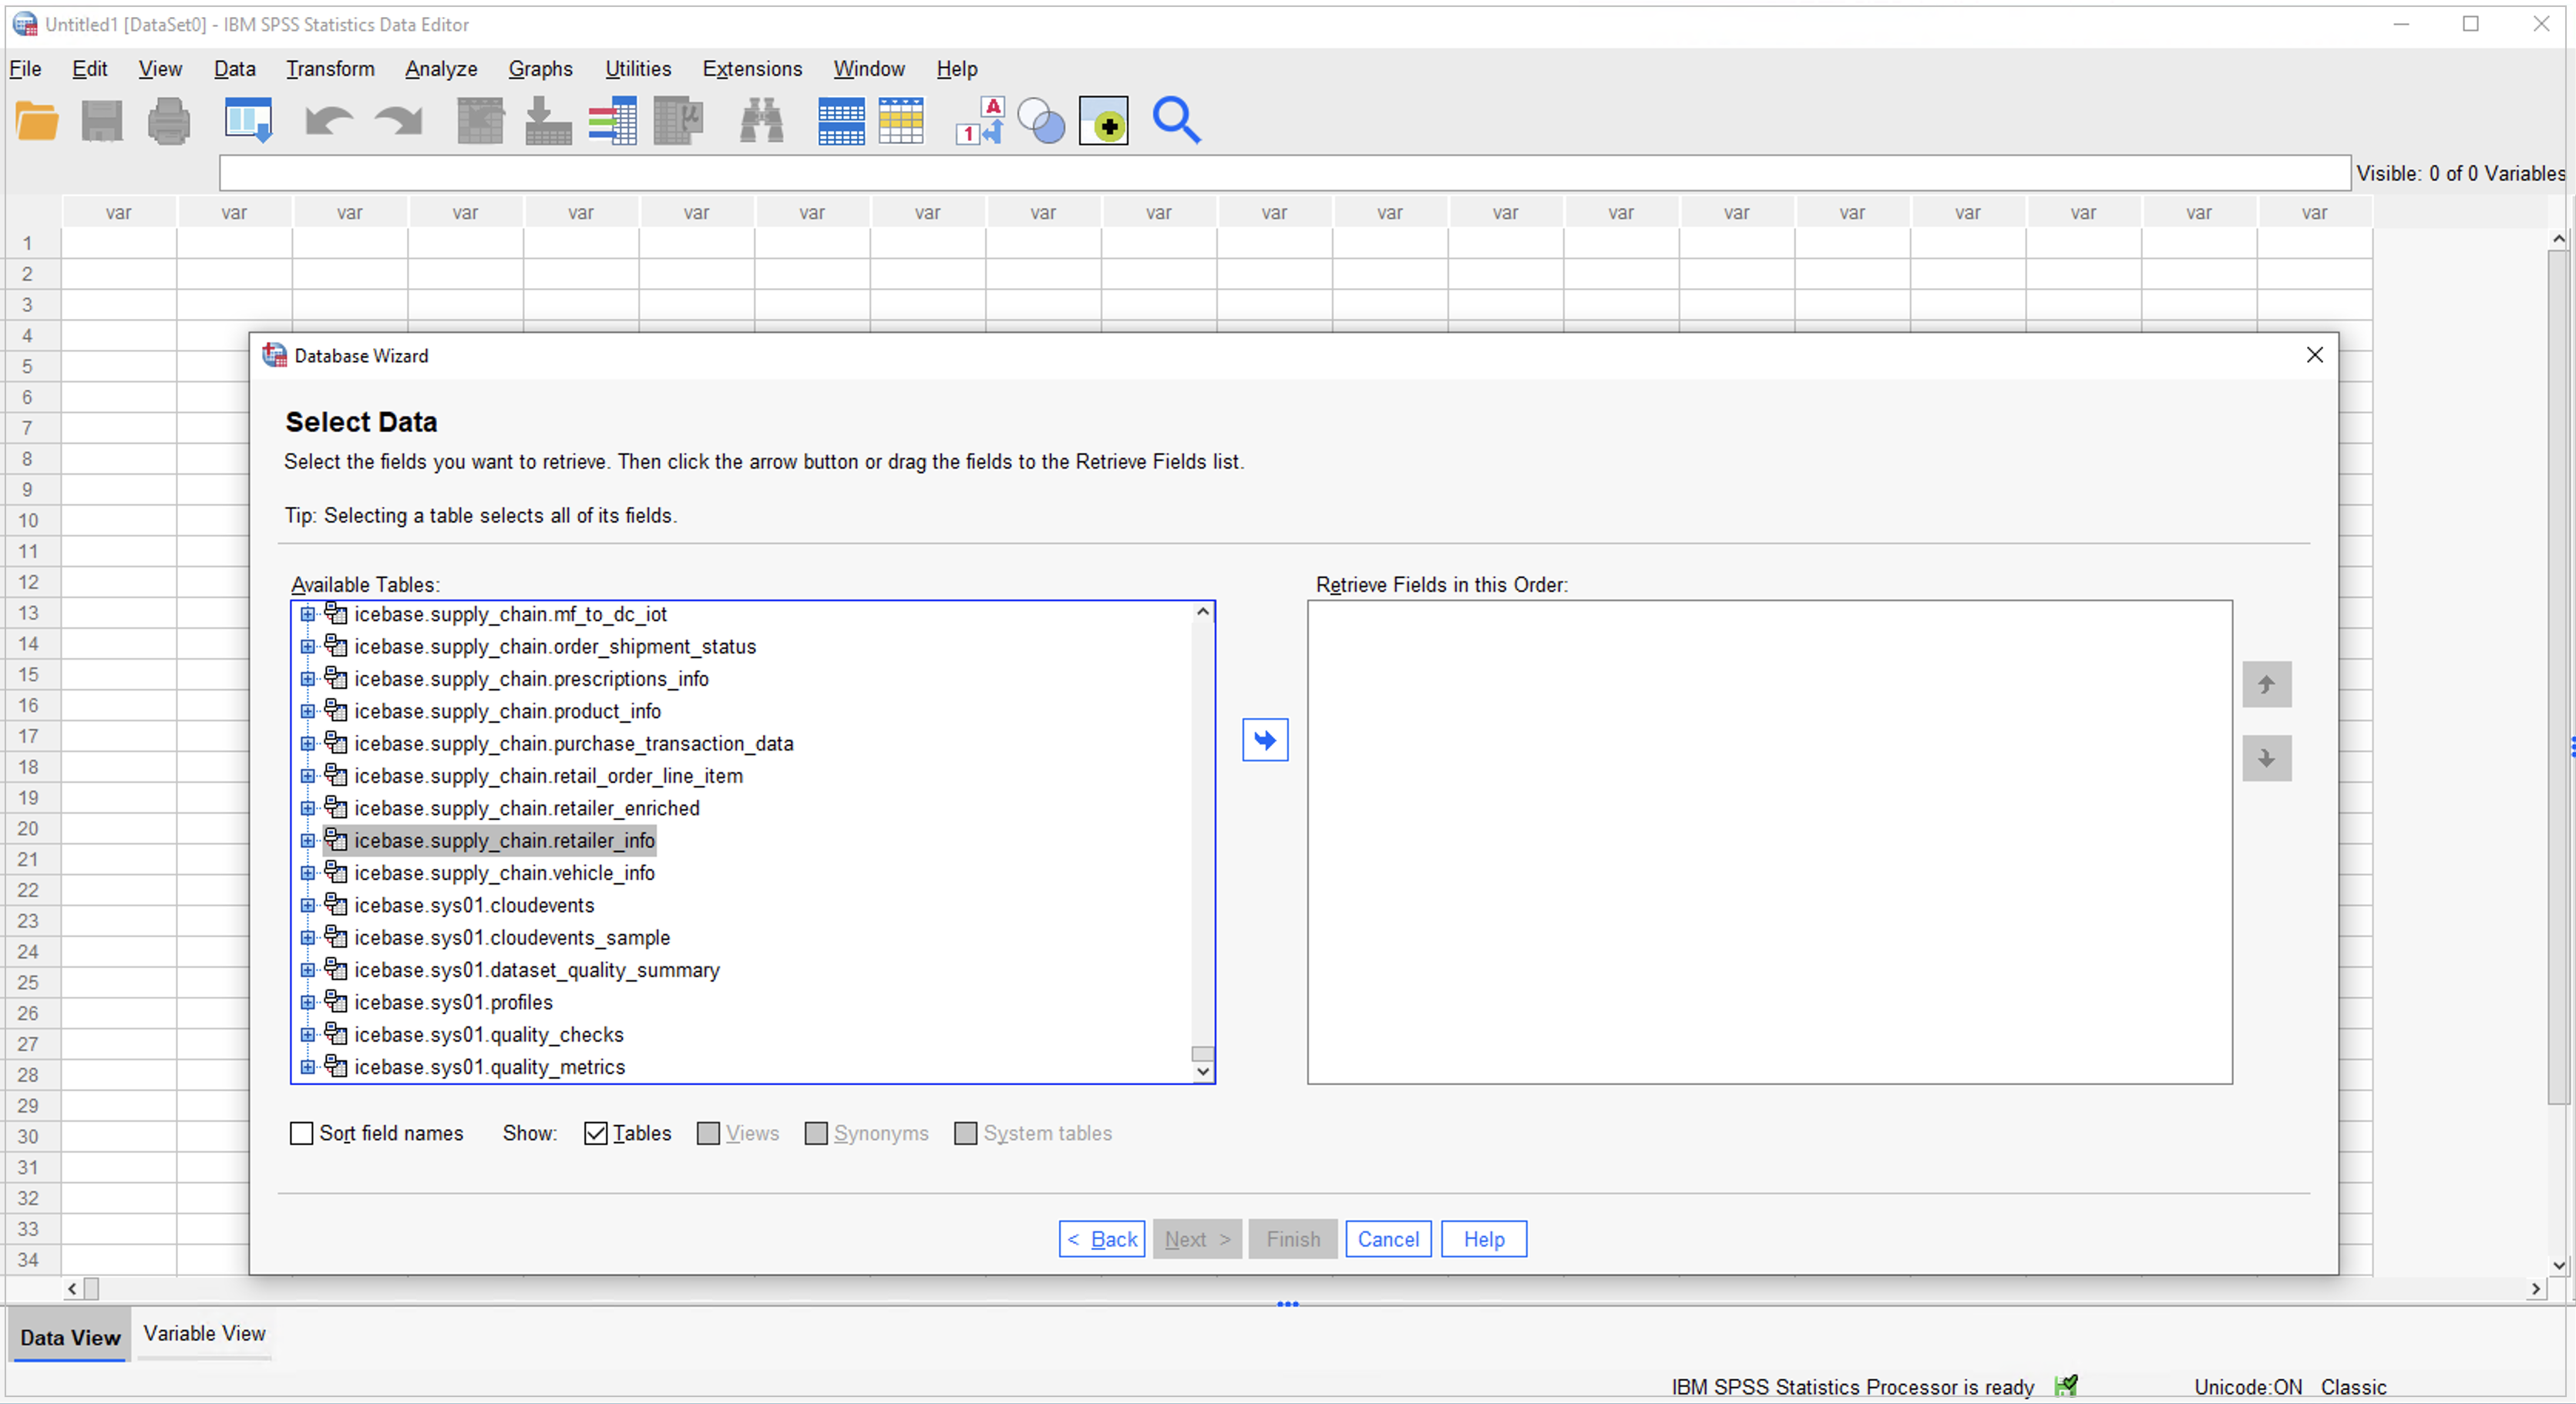 Untitled1 [DataSet0] - IBM SPSS Statistics Data Editor
File Edit View Data Transform Analyze Graphs Utilities Extensions Window Help
A
1
μ
Visible: 0 of 0 Variables
var var var var var var var var var var var var var var var var var var var var
1
2
3
4
5
6
7
8
9
10
11
12
13
14
15
16
17
18
19
20
21
22
23
24
25
26
27
28
29
30
31
32
33
34
Database Wizard
Select Data
Select the fields you want to retrieve. Then click the arrow button or drag the fields to the Retrieve Fields list.
Tip: Selecting a table selects all of its fields.
Available Tables:
icebase.supply_chain.mf_to_dc_iot
icebase.supply_chain.order_shipment_status
icebase.supply_chain.prescriptions_info
icebase.supply_chain.product_info
icebase.supply_chain.purchase_transaction_data
icebase.supply_chain.retail_order_line_item
icebase.supply_chain.retailer_enriched
icebase.supply_chain.retailer_info
icebase.supply_chain.vehicle_info
icebase.sys01.cloudevents
icebase.sys01.cloudevents_sample
icebase.sys01.dataset_quality_summary
icebase.sys01.profiles
icebase.sys01.quality_checks
icebase.sys01.quality_metrics
Retrieve Fields in this Order:
Sort field names Show: Tables Views Synonyms System tables
< Back Next > Finish Cancel Help
Data View Variable View
IBM SPSS Statistics Processor is ready Unicode:ON Classic